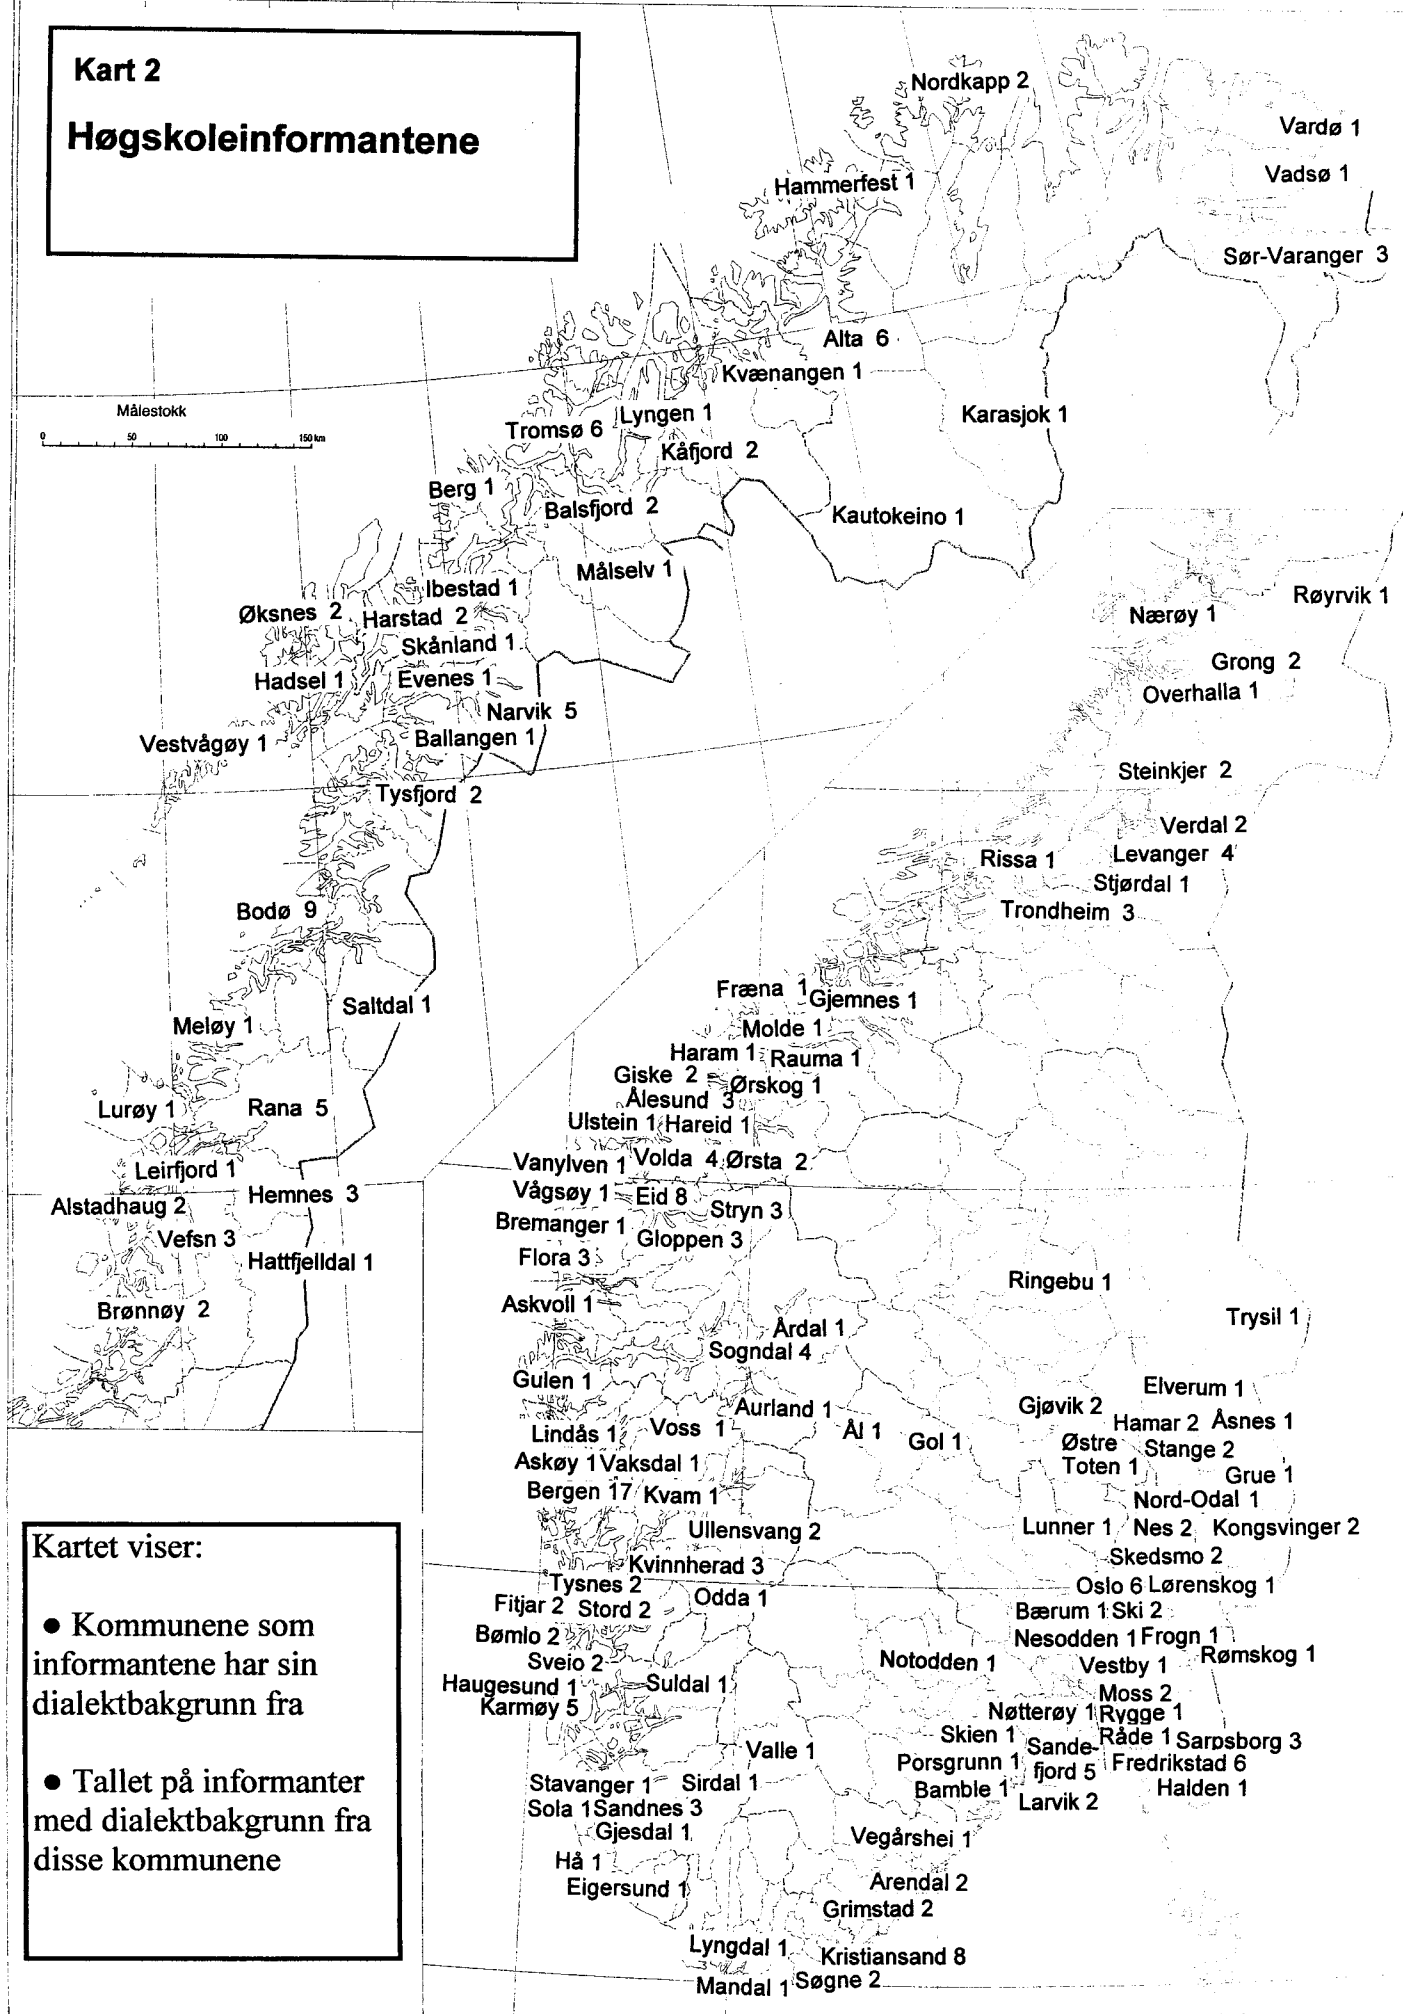 Kart 2
Høgskoleinformantene
Nordkapp 2
Vardø 1
Vadsø 1
Hammerfest 1
Sør-Varanger 3
Alta 6
Kvænangen 1
Målestokk
0 50 100 150 km
Lyngen 1
Karasjok 1
Tromsø 6
Kåfjord 2
Berg 1
Balsfjord 2
Kautokeino 1
Målselv 1
Ibestad 1
Øksnes 2
Harstad 2
Skånland 1
Hadsel 1
Evenes 1
Narvik 5
Vestvågøy 1
Ballangen 1
Tysfjord 2
Bodø 9
Saltdal 1
Meløy 1
Lurøy 1
Rana 5
Leirfjord 1
Hemnes 3
Alstadhaug 2
Vefsn 3
Hattfjelldal 1
Brønnøy 2
Røyrvik 1
Nærøy 1
Grong 2
Overhalla 1
Steinkjer 2
Verdal 2
Rissa 1
Levanger 4
Stjørdal 1
Trondheim 3
Fræna 1
Gjemnes 1
Molde 1
Haram 1
Rauma 1
Giske 2
Ørskog 1
Ålesund 3
Ulstein 1
Hareid 1
Vanylven 1
Volda 4
Ørsta 2
Vågsøy 1
Eid 8
Stryn 3
Bremanger 1
Gloppen 3
Flora 3
Ringebu 1
Askvoll 1
Trysil 1
Årdal 1
Sogndal 4
Gulen 1
Elverum 1
Aurland 1
Gjøvik 2
Hamar 2
Åsnes 1
Lindås 1
Voss 1
Ål 1
Gol 1
Østre
Toten 1
Stange 2
Askøy 1
Vaksdal 1
Grue 1
Bergen 17
Kvam 1
Nord-Odal 1
Ullensvang 2
Lunner 1
Nes 2
Kongsvinger 2
Kvinnherad 3
Skedsmo 2
Tysnes 2
Oslo 6
Lørenskog 1
Fitjar 2
Stord 2
Odda 1
Bærum 1
Ski 2
Bømlo 2
Nesodden 1
Frogn 1
Sveio 2
Notodden 1
Vestby 1
Rømskog 1
Haugesund 1
Suldal 1
Karmøy 5
Moss 2
Nøtterøy 1
Rygge 1
Skien 1
Sande-
fjord 5
Råde 1
Sarpsborg 3
Valle 1
Porsgrunn 1
Fredrikstad 6
Stavanger 1
Sirdal 1
Bamble 1
Larvik 2
Halden 1
Sola 1
Sandnes 3
Gjesdal 1
Vegårshei 1
Hå 1
Eigersund 1
Arendal 2
Grimstad 2
Lyngdal 1
Kristiansand 8
Mandal 1
Søgne 2
Kartet viser:
● Kommunene som
informantene har sin
dialektbakgrunn fra
● Tallet på informanter
med dialektbakgrunn fra
disse kommunene